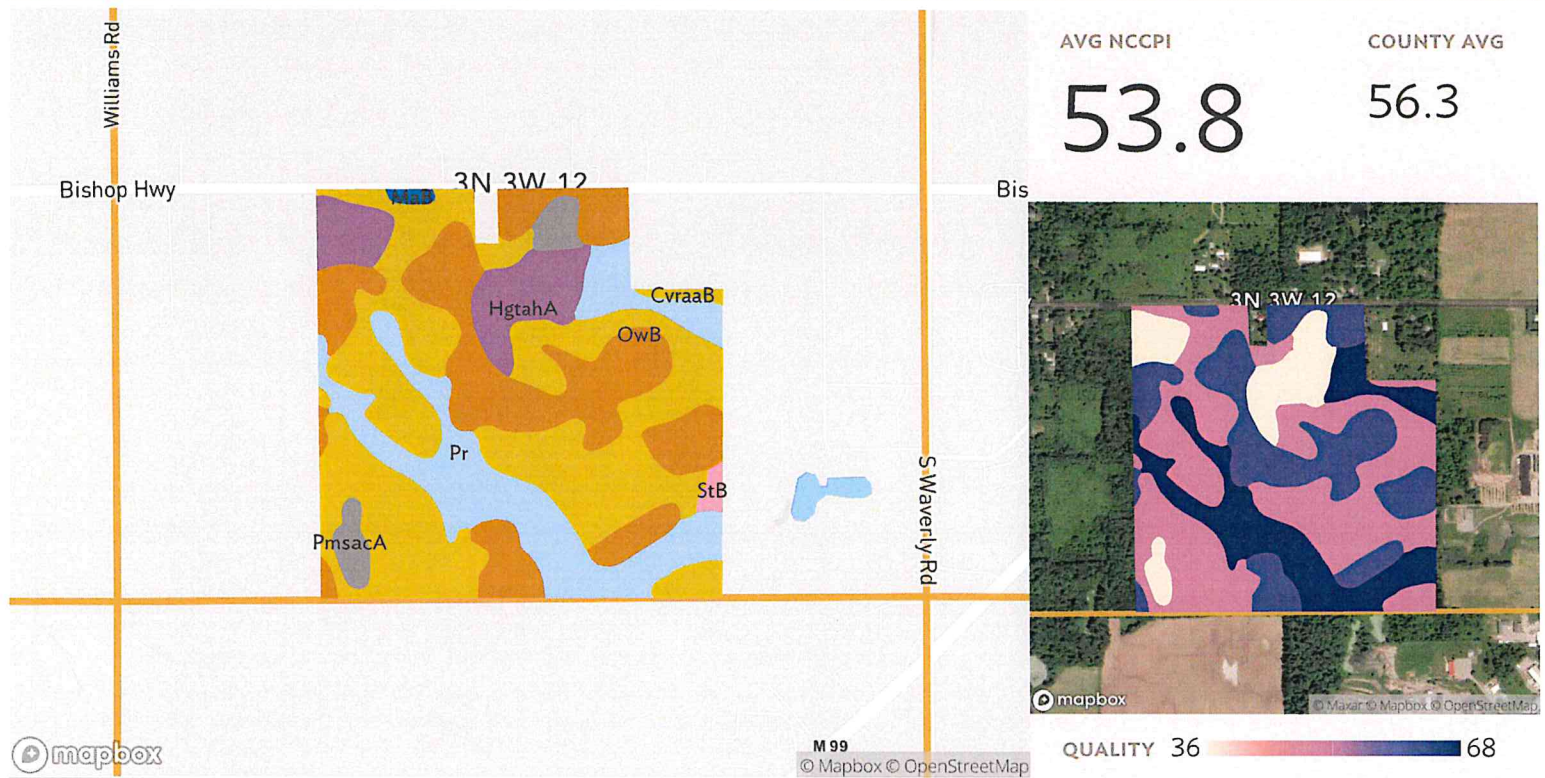 Williams Rd
Bishop Hwy
3N 3W 12
Bis
MaB
HgtahA
CvraaB
OwB
Pr
StB
PmsacA
S Waverly Rd
M 99
mapbox
© Mapbox © OpenStreetMap
AVG NCCPI
COUNTY AVG
53.8
56.3
3N 3W 12
mapbox
© Maxar © Mapbox © OpenStreetMap
QUALITY 36 68